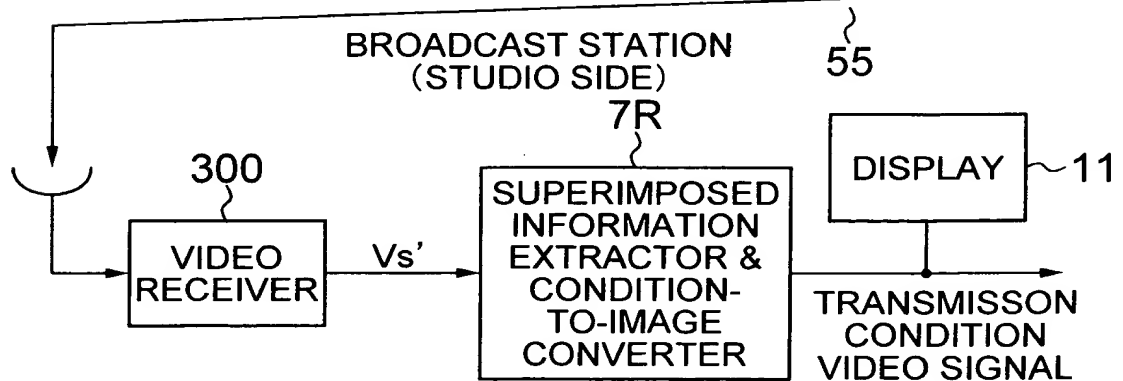 BROADCAST STATION
(STUDIO SIDE)
55
7R
300
VIDEO
RECEIVER
Vs'
SUPERIMPOSED
INFORMATION
EXTRACTOR &
CONDITION-
TO-IMAGE
CONVERTER
DISPLAY
11
TRANSMISSON
CONDITION
VIDEO SIGNAL